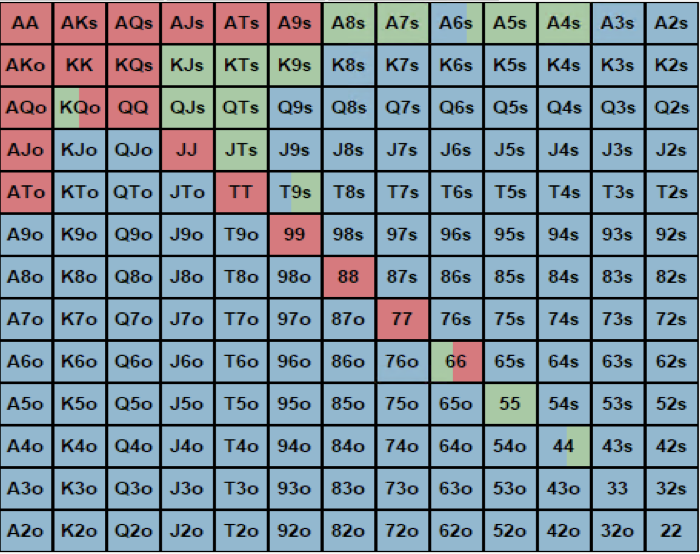 AA AKs AQs AJs ATs A9s A8s A7s A6s A5s A4s A3s A2s
AKo KK KQs KJs KTs K9s K8s K7s K6s K5s K4s K3s K2s
AQo KQo QQ QJs QTs Q9s Q8s Q7s Q6s Q5s Q4s Q3s Q2s
AJo KJo QJo JJ JTs J9s J8s J7s J6s J5s J4s J3s J2s
ATo KTo QTo JTo TT T9s T8s T7s T6s T5s T4s T3s T2s
A9o K9o Q9o J9o T9o 99 98s 97s 96s 95s 94s 93s 92s
A8o K8o Q8o J8o T8o 98o 88 87s 86s 85s 84s 83s 82s
A7o K7o Q7o J7o T7o 97o 87o 77 76s 75s 74s 73s 72s
A6o K6o Q6o J6o T6o 96o 86o 76o 66 65s 64s 63s 62s
A5o K5o Q5o J5o T5o 95o 85o 75o 65o 55 54s 53s 52s
A4o K4o Q4o J4o T4o 94o 84o 74o 64o 54o 44 43s 42s
A3o K3o Q3o J3o T3o 93o 83o 73o 63o 53o 43o 33 32s
A2o K2o Q2o J2o T2o 92o 82o 72o 62o 52o 42o 32o 22